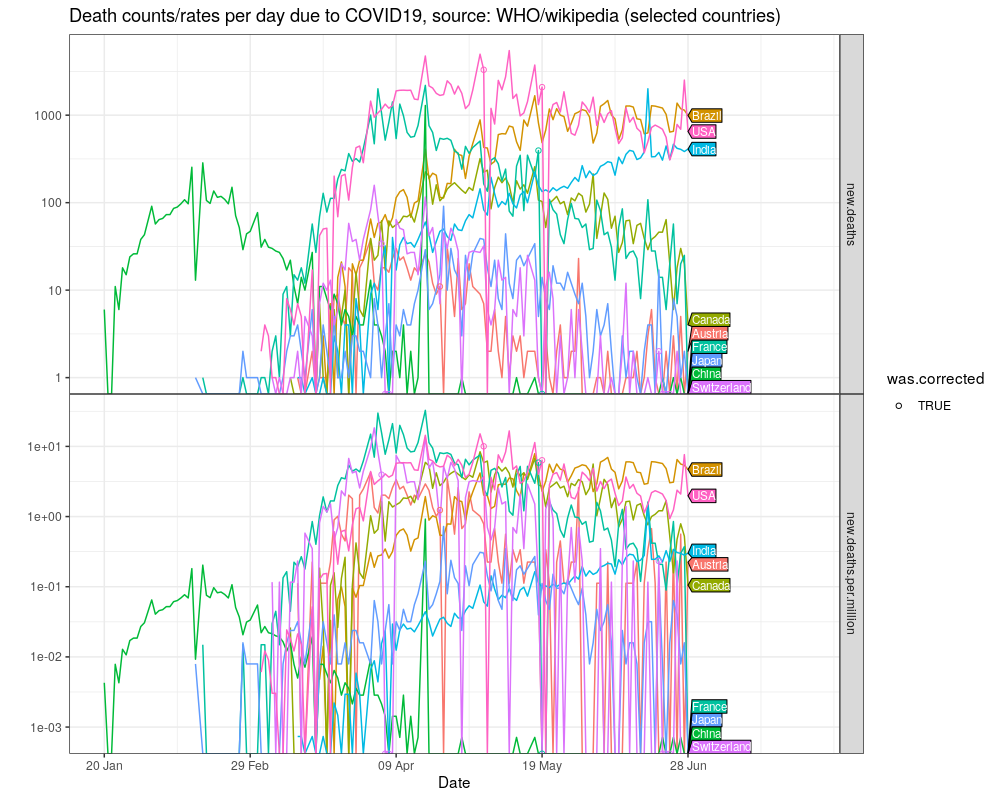 Death counts/rates per day due to COVID19, source: WHO/wikipedia (selected countries)
1000
100
10
1
Brazil
USA
India
Canada
Austria
France
Japan
China
Switzerland
new.deaths
1e+01
1e+00
1e-01
1e-02
1e-03
Brazil
USA
India
Austria
Canada
France
Japan
China
Switzerland
new.deaths.per.million
20 Jan
29 Feb
09 Apr
19 May
28 Jun
Date
was.corrected
TRUE